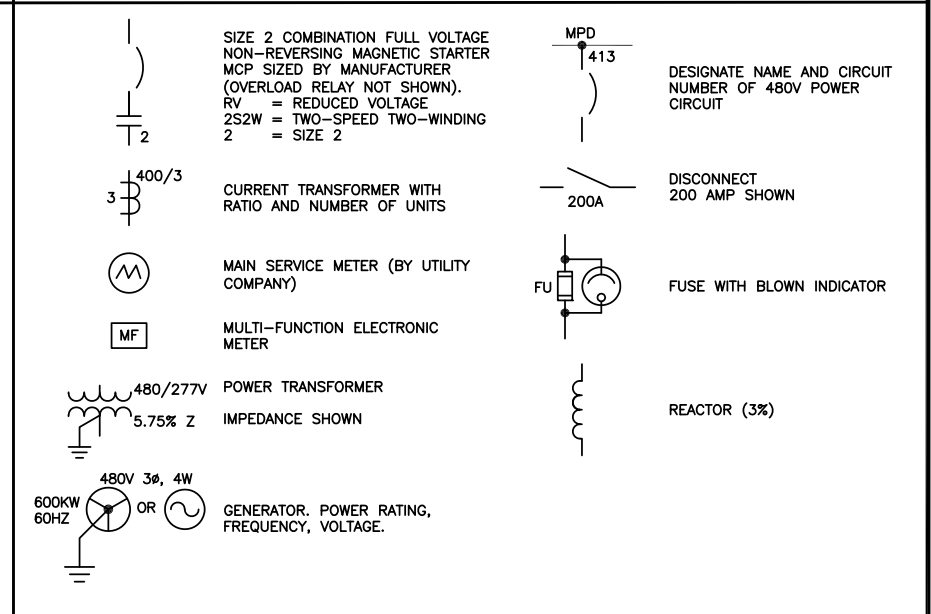 SIZE 2 COMBINATION FULL VOLTAGE
NON-REVERSING MAGNETIC STARTER
MCP SIZED BY MANUFACTURER
(OVERLOAD RELAY NOT SHOWN).
RV = REDUCED VOLTAGE
2S2W = TWO-SPEED TWO-WINDING
2 = SIZE 2
2
400/3
3
CURRENT TRANSFORMER WITH
RATIO AND NUMBER OF UNITS
MAIN SERVICE METER (BY UTILITY
COMPANY)
MF
MULTI-FUNCTION ELECTRONIC
METER
480/277V
POWER TRANSFORMER
5.75% Z
IMPEDANCE SHOWN
480V 3ø, 4W
600KW
60HZ
OR
GENERATOR. POWER RATING,
FREQUENCY, VOLTAGE.
MPD
413
DESIGNATE NAME AND CIRCUIT
NUMBER OF 480V POWER
CIRCUIT
200A
DISCONNECT
200 AMP SHOWN
FU
FUSE WITH BLOWN INDICATOR
REACTOR (3%)